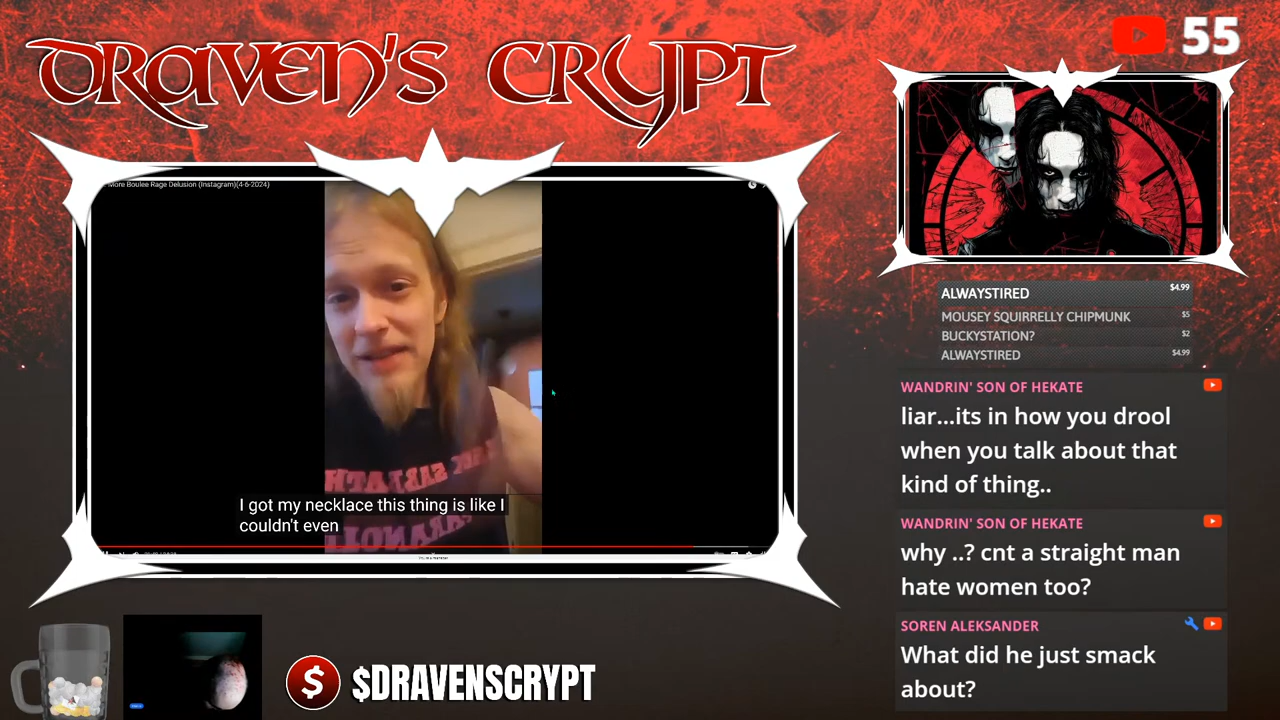 DRAVEN'S CRYPT
55
More Boulee Rage Delusion (Instagram)(4-6-2024)
I got my necklace this thing is like I
couldn't even
ALWAYSTIRED $4.99
MOUSEY SQUIRRELLY CHIPMUNK $5
BUCKYSTATION? $2
ALWAYSTIRED $4.99
WANDRIN' SON OF HEKATE
liar...its in how you drool
when you talk about that
kind of thing..
WANDRIN' SON OF HEKATE
why ..? cnt a straight man
hate women too?
SOREN ALEKSANDER
What did he just smack
about?
$ $DRAVENSCRYPT